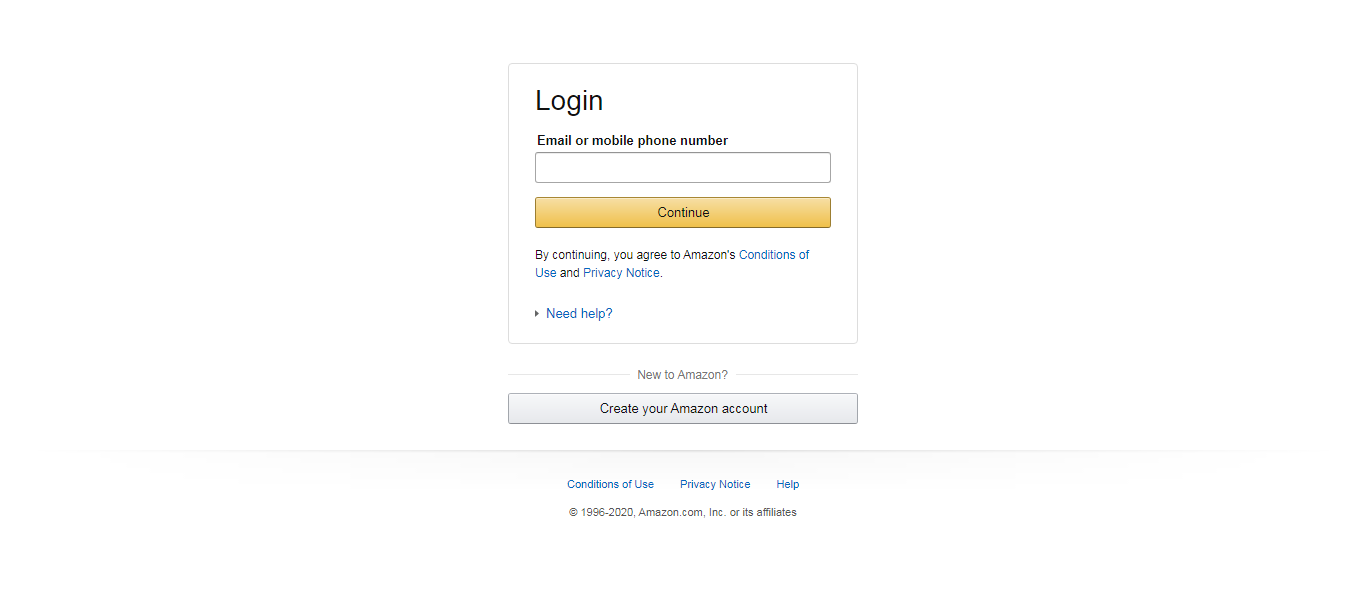 Login
Email or mobile phone number
Continue
By continuing, you agree to Amazon's Conditions of
Use and Privacy Notice.
Need help?
New to Amazon?
Create your Amazon account
Conditions of Use Privacy Notice Help
© 1996-2020, Amazon.com, Inc. or its affiliates